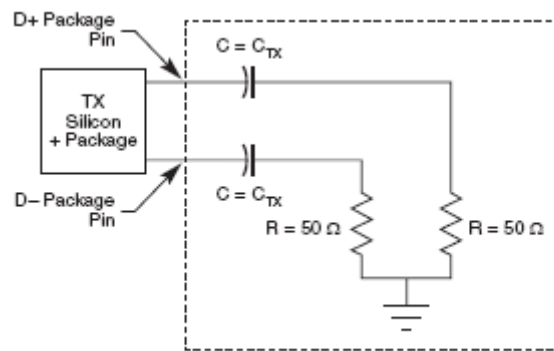 D+ Package
Pin
C = C_TX
TX
Silicon
+ Package
D− Package
Pin
C = C_TX
R = 50 Ω
R = 50 Ω